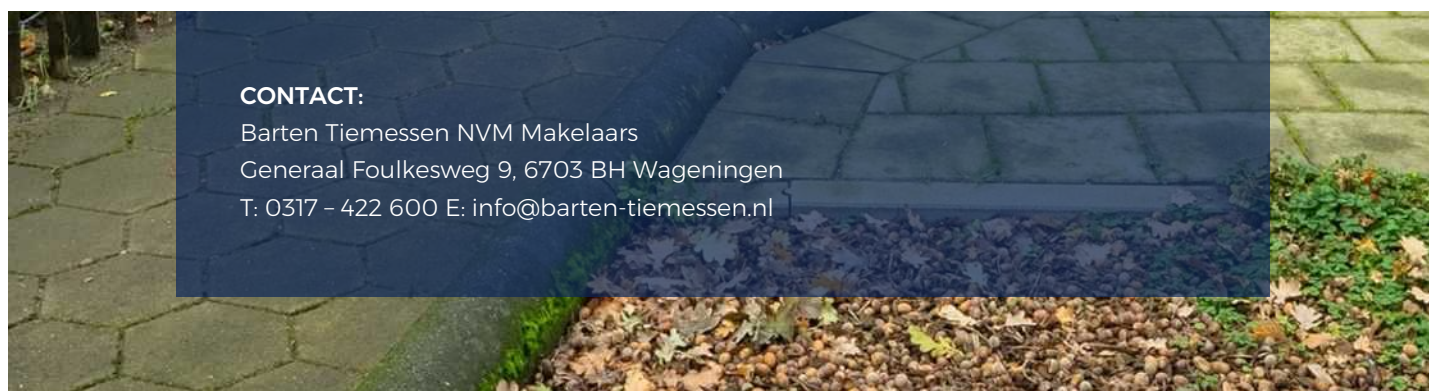 CONTACT:
Barten Tiemessen NVM Makelaars
Generaal Foulkesweg 9, 6703 BH Wageningen
T: 0317 – 422 600 E: info@barten-tiemessen.nl